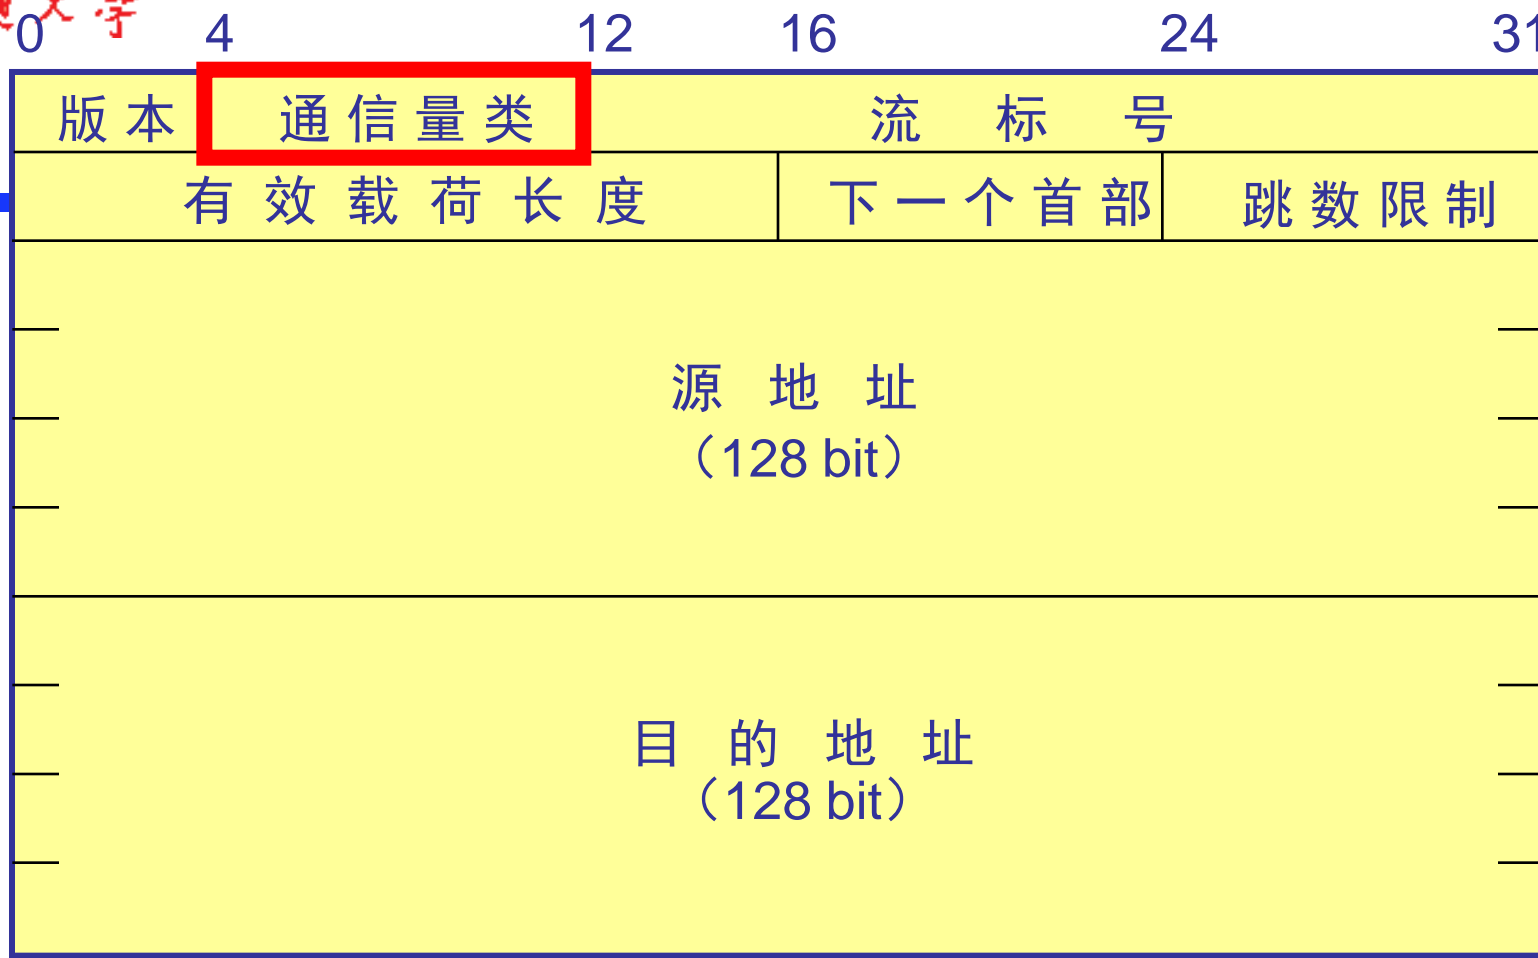 0 4 12 16 24 31
版本 通信量类 流标号
有效载荷长度 下一个首部 跳数限制
源地址
（128 bit）
目的地址
（128 bit）